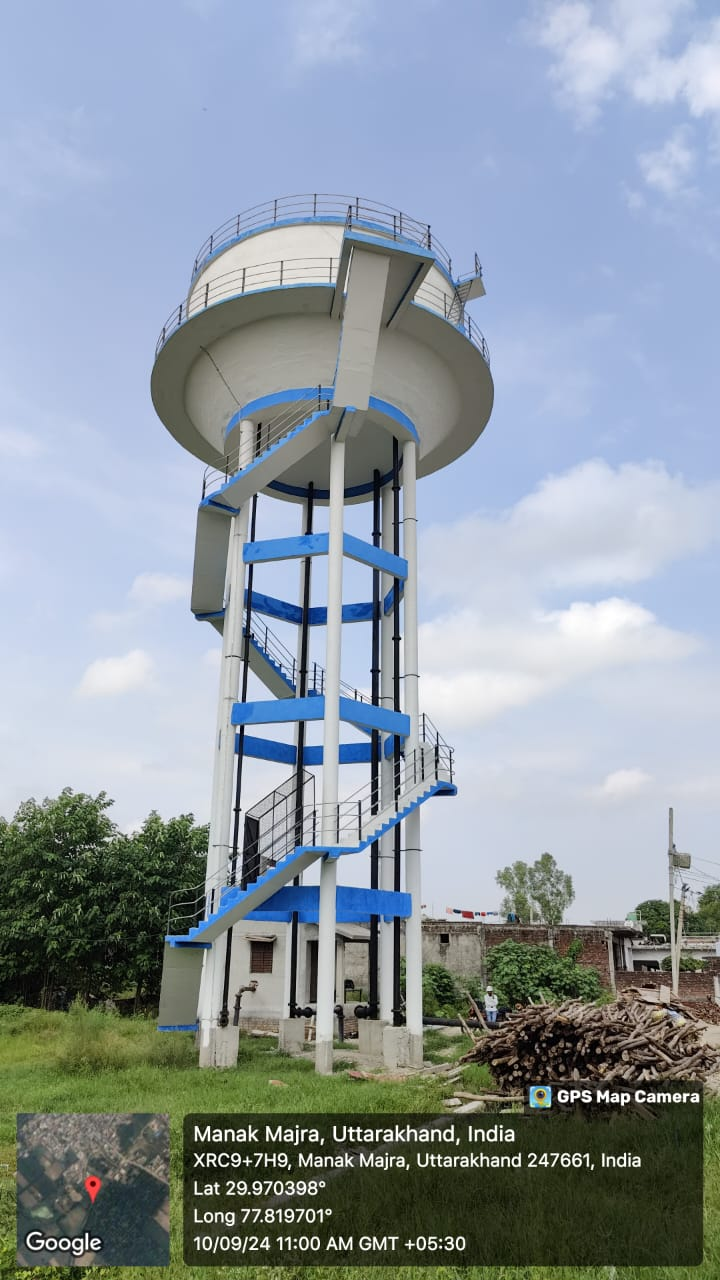 GPS Map Camera
Manak Majra, Uttarakhand, India
XRC9+7H9, Manak Majra, Uttarakhand 247661, India
Lat 29.970398°
Long 77.819701°
10/09/24 11:00 AM GMT +05:30
Google